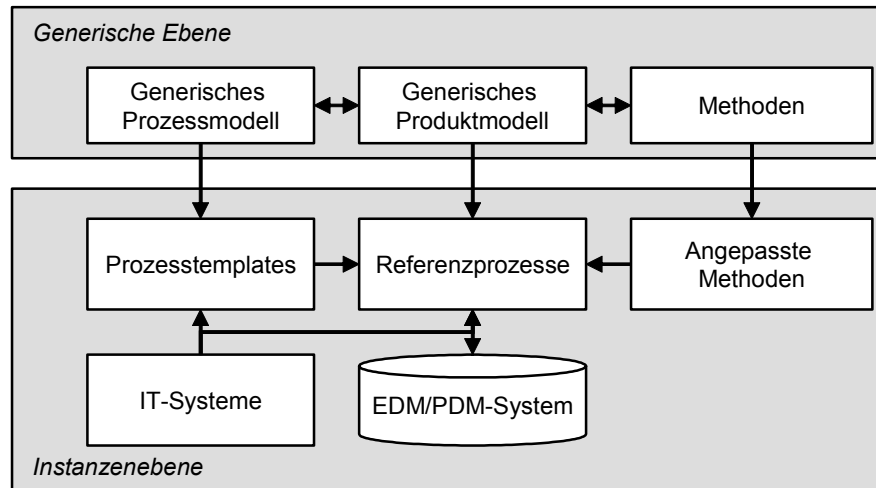 Generische Ebene
Generisches
Prozessmodell
Generisches
Produktmodell
Methoden
Prozesstemplates
Referenzprozesse
Angepasste
Methoden
IT-Systeme
EDM/PDM-System
Instanzenebene